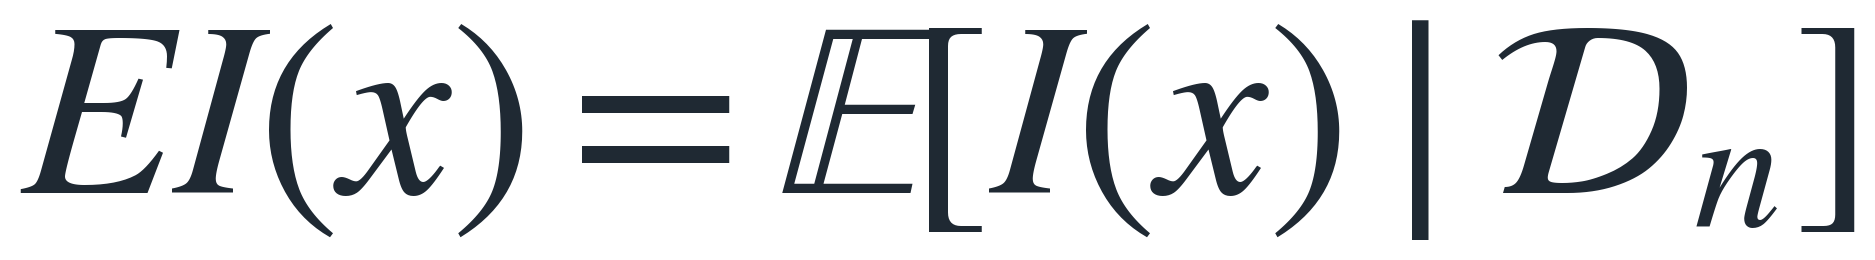 EI(x) = 𝔼[I(x) | 𝒟ₙ]